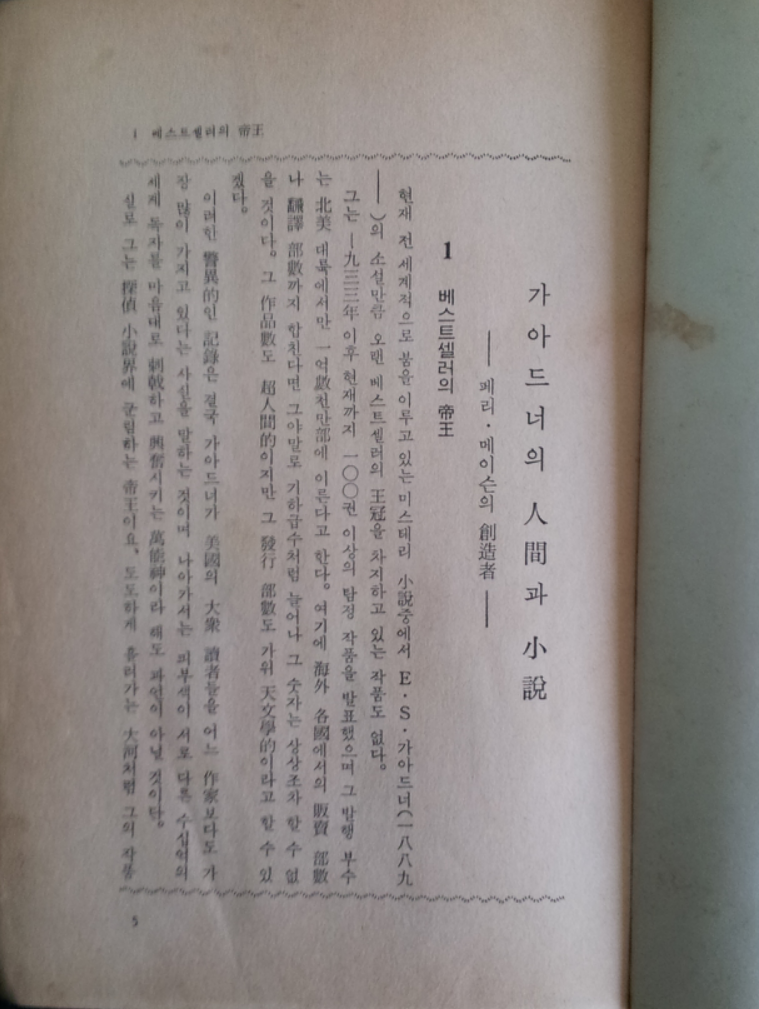 가아드너의 人間과 小說
── 페리·메이슨의 創造者 ──
1 베스트셀러의 帝王
현재 전 세계적으로 붐을 이루고 있는 미스테리 小說중에서 E·S·가아드너(一八八九
──)의 소설만큼 오랜 베스트셀러의 王冠을 차지하고 있는 작품도 없다.
그는 一九三三年 이후 현재까지 一〇〇권 이상의 탐정 작품을 발표했으며 그 발행 부수
는 北美 대륙에서만 一억數천만部에 이른다고 한다. 여기에 海外 各國에서의 販賣 部數
나 飜譯 部數까지 합친다면 그야말로 기하급수처럼 늘어나 그 숫자는 상상조차 할 수 없
을 것이다. 그 作品數도 超人間的이지만 그 發行 部數도 가위 天文學的이라고 할 수 있
겠다.
이러한 驚異的인 記錄은 결국 가아드너가 美國의 大衆 讀者들을 어느 作家보다도 가
장 많이 가지고 있다는 사실을 말하는 것이며 나아가서는 피부색이 서로 다른 수십억의
세계 독자를 마음대로 刺戟하고 興奮시키는 萬能神이라 해도 과언이 아닐 것이다.
실로 그는 探偵 小說界에 군림하는 帝王이요, 도도하게 흘러가는 大河처럼 그의 작품
1 베스트셀러의 帝王
5